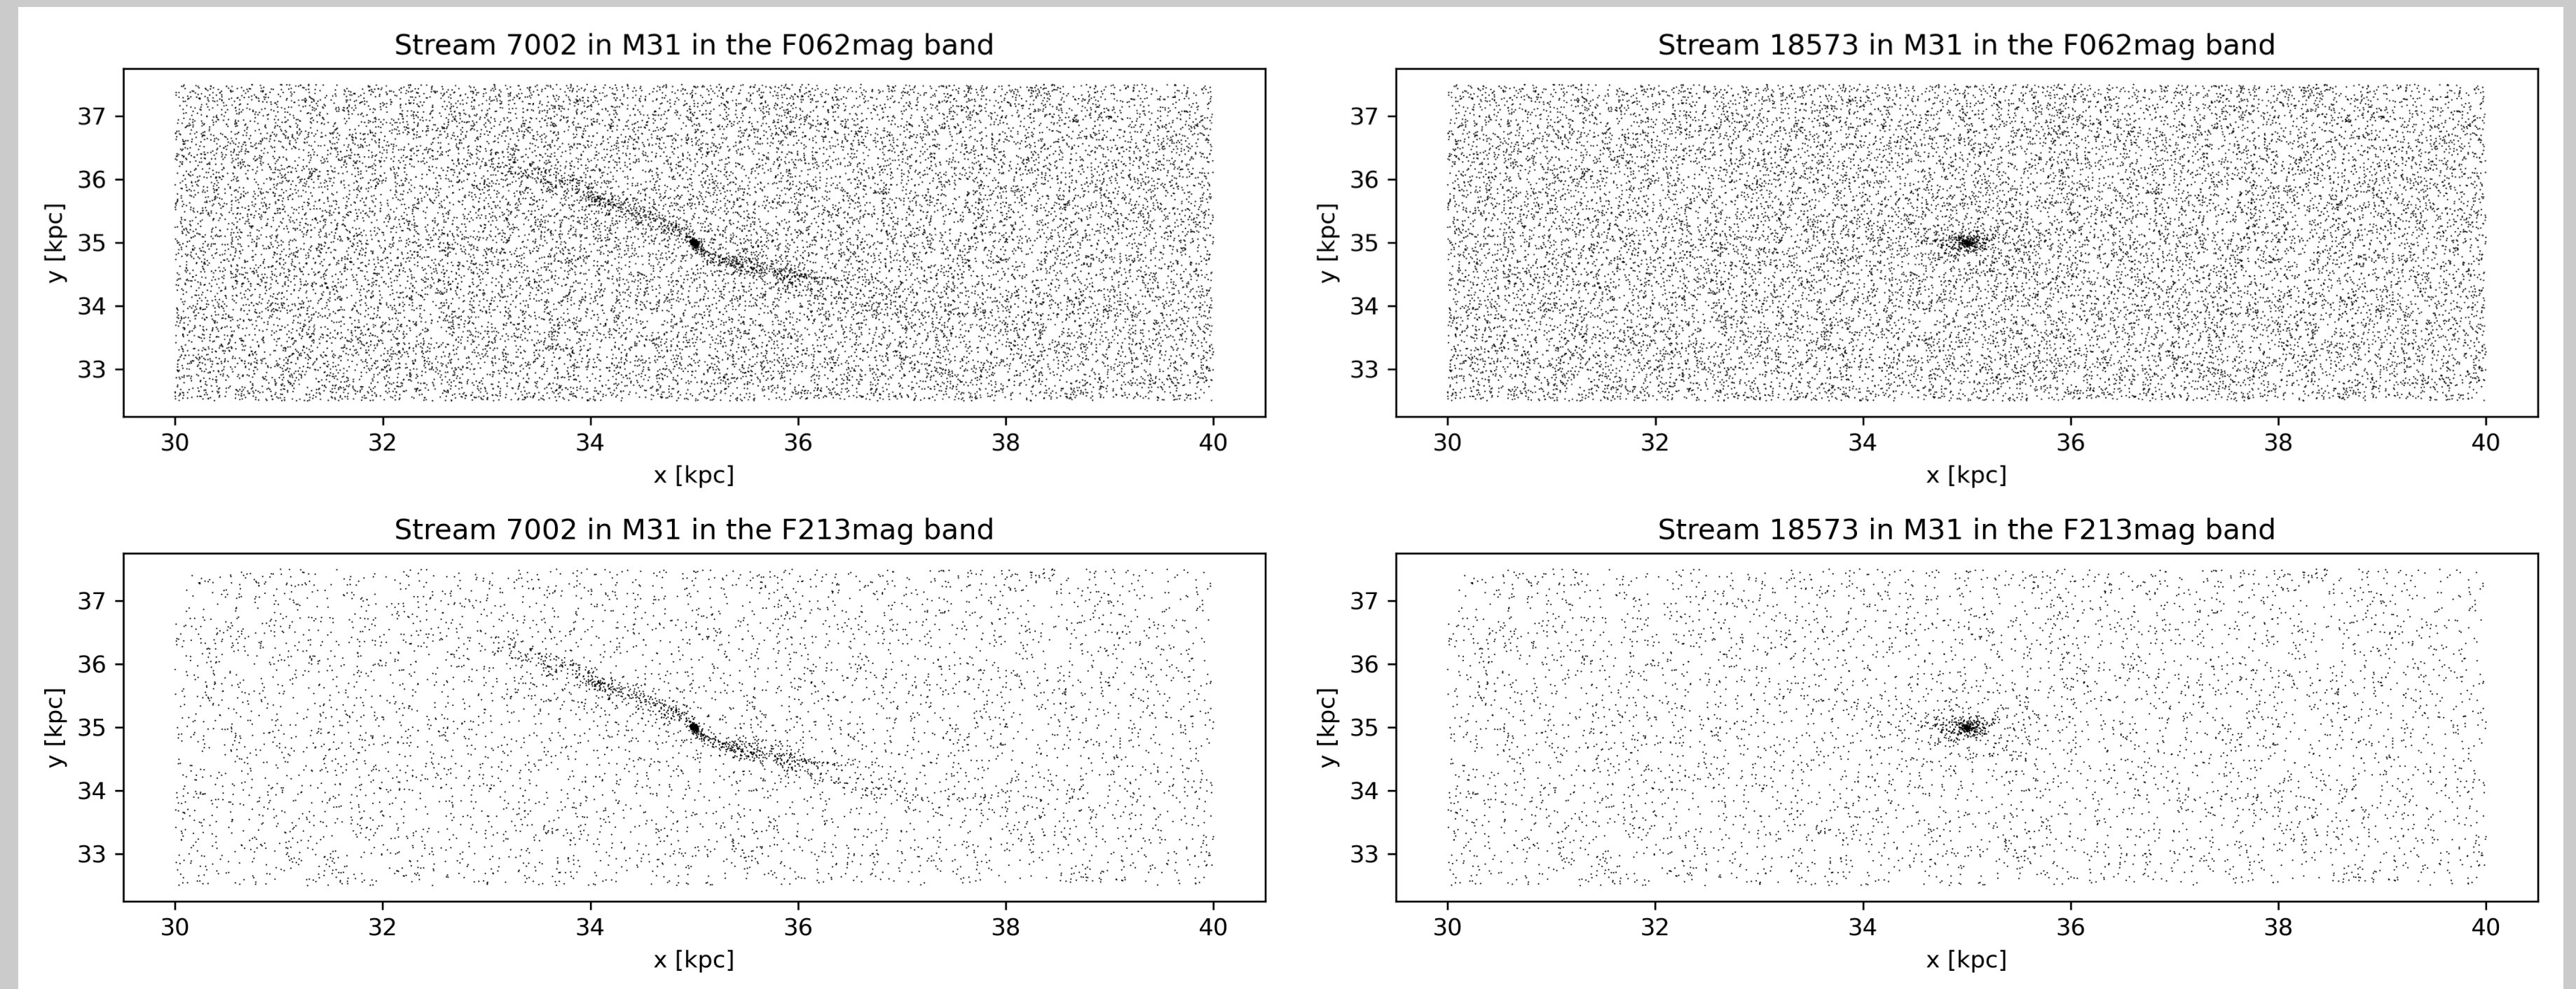 Stream 7002 in M31 in the F062mag band
37
36
35
34
33
y [kpc]
30 32 34 36 38 40
x [kpc]
Stream 18573 in M31 in the F062mag band
37
36
35
34
33
y [kpc]
30 32 34 36 38 40
x [kpc]
Stream 7002 in M31 in the F213mag band
37
36
35
34
33
y [kpc]
30 32 34 36 38 40
x [kpc]
Stream 18573 in M31 in the F213mag band
37
36
35
34
33
y [kpc]
30 32 34 36 38 40
x [kpc]